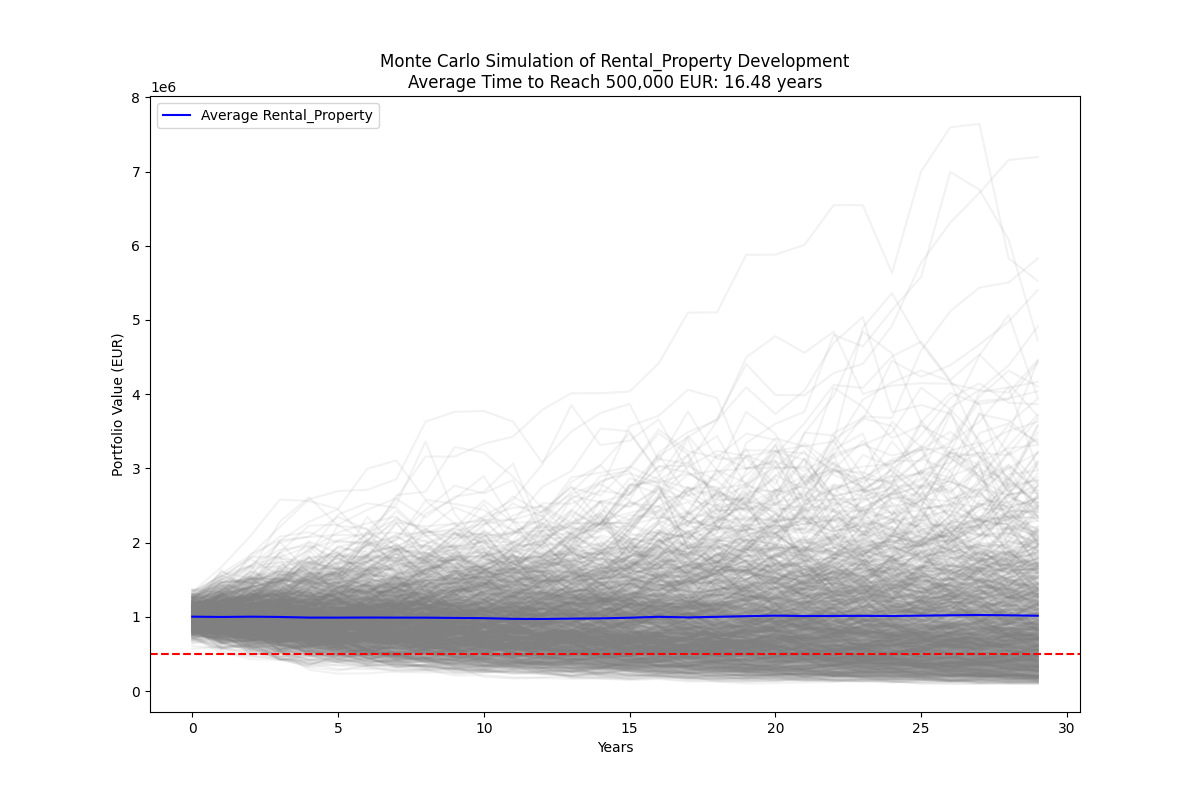 Monte Carlo Simulation of Rental_Property Development
Average Time to Reach 500,000 EUR: 16.48 years
1e6
Average Rental_Property
8
7
6
5
4
3
2
1
0
Portfolio Value (EUR)
0 5 10 15 20 25 30
Years